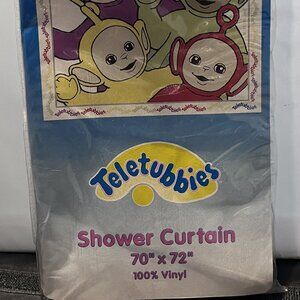 Teletubbies
Shower Curtain
70" x 72"
100% Vinyl